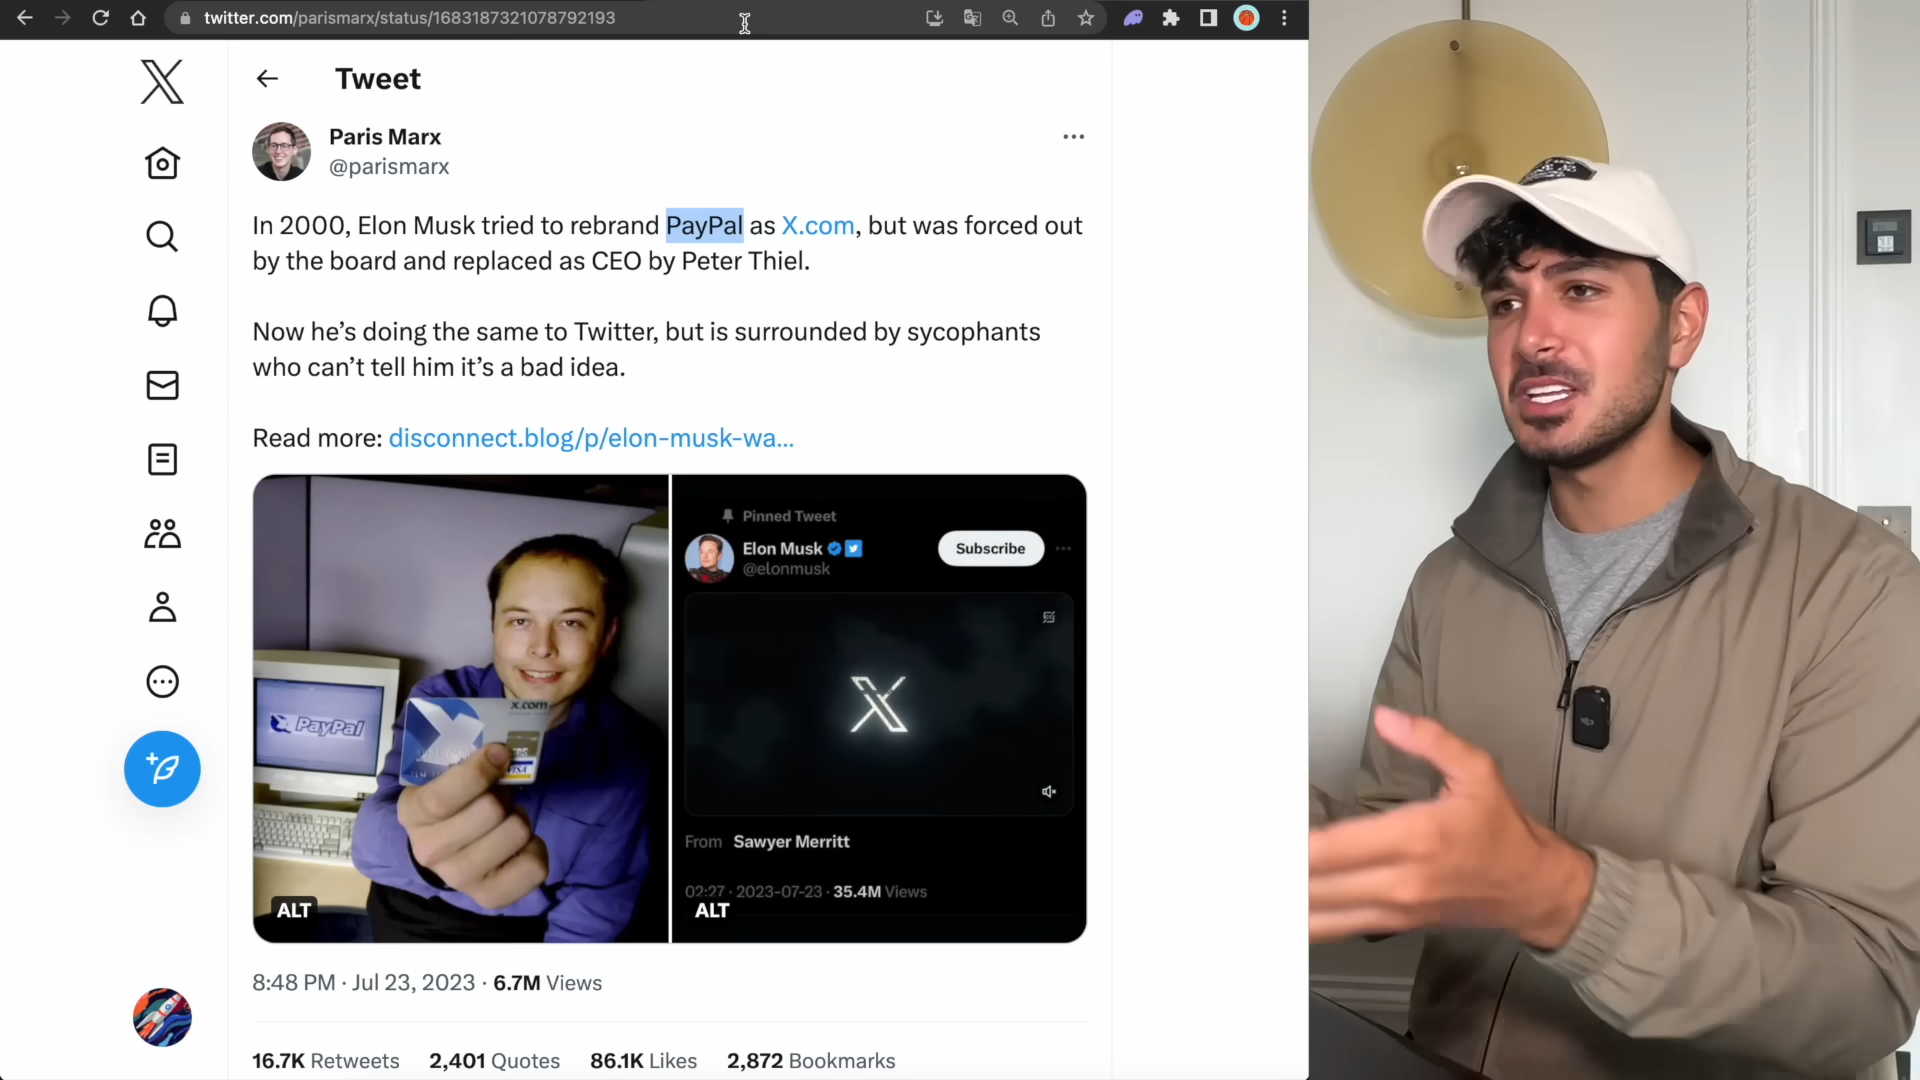 twitter.com/parismarx/status/1683187321078792193
Tweet
Paris Marx
@parismarx
In 2000, Elon Musk tried to rebrand PayPal as X.com, but was forced out
by the board and replaced as CEO by Peter Thiel.
Now he’s doing the same to Twitter, but is surrounded by sycophants
who can’t tell him it’s a bad idea.
Read more: disconnect.blog/p/elon-musk-wa...
x.com
PayPal
VISA
ALT
Pinned Tweet
Elon Musk
@elonmusk
Subscribe
X
From Sawyer Merritt
02:27 · 2023-07-23 · 35.4M Views
ALT
8:48 PM · Jul 23, 2023 · 6.7M Views
16.7K Retweets 2,401 Quotes 86.1K Likes 2,872 Bookmarks